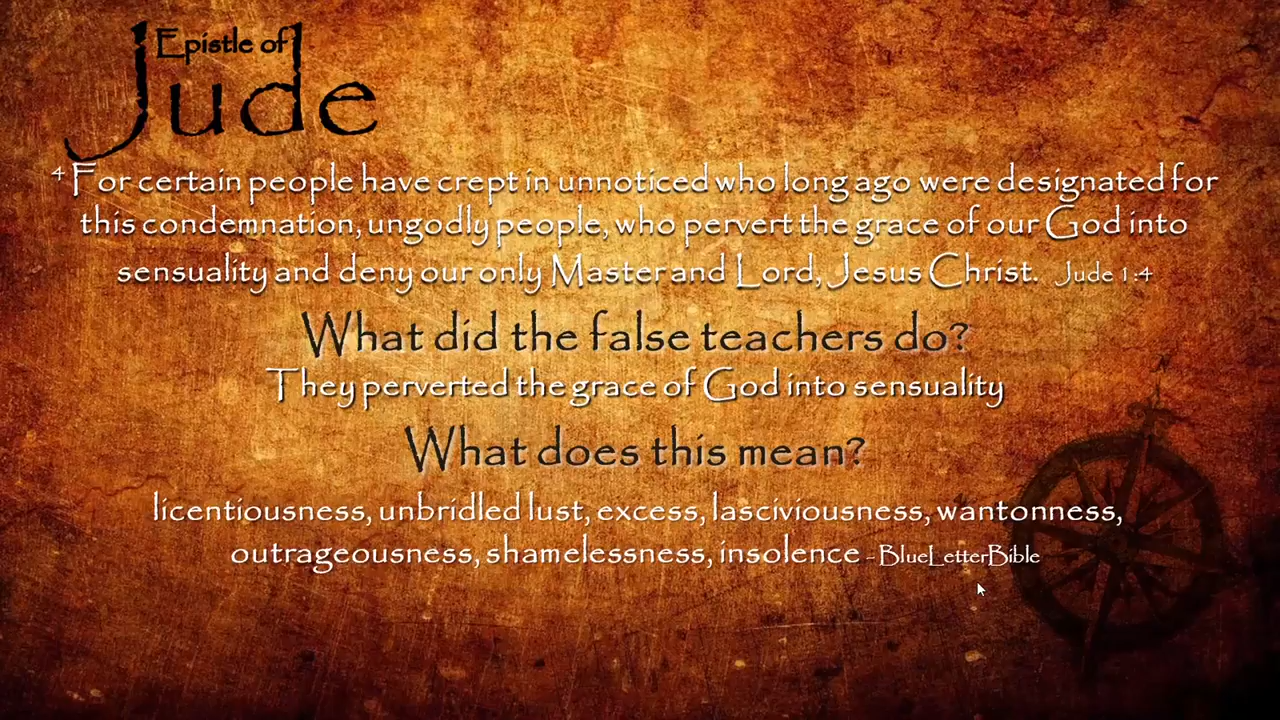 Epistle of
Jude
4 For certain people have crept in unnoticed who long ago were designated for
this condemnation, ungodly people, who pervert the grace of our God into
sensuality and deny our only Master and Lord, Jesus Christ. Jude 1:4
What did the false teachers do?
They perverted the grace of God into sensuality
What does this mean?
licentiousness, unbridled lust, excess, lasciviousness, wantonness,
outrageousness, shamelessness, insolence - BlueLetterBible